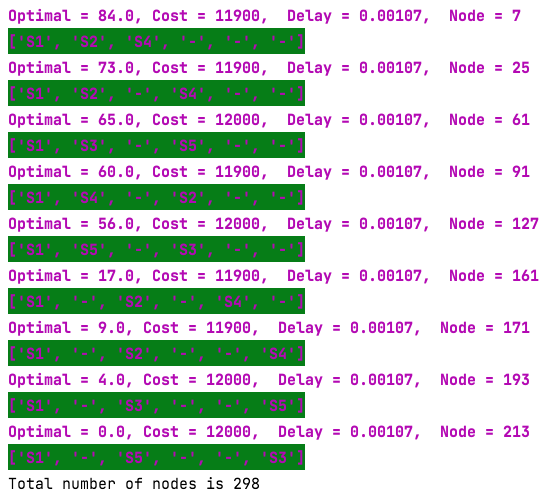 Optimal = 84.0, Cost = 11900,  Delay = 0.00107,  Node = 7
['S1', 'S2', 'S4', '-', '-', '-']
Optimal = 73.0, Cost = 11900,  Delay = 0.00107,  Node = 25
['S1', 'S2', '-', 'S4', '-', '-']
Optimal = 65.0, Cost = 12000,  Delay = 0.00107,  Node = 61
['S1', 'S3', '-', 'S5', '-', '-']
Optimal = 60.0, Cost = 11900,  Delay = 0.00107,  Node = 91
['S1', 'S4', '-', 'S2', '-', '-']
Optimal = 56.0, Cost = 12000,  Delay = 0.00107,  Node = 127
['S1', 'S5', '-', 'S3', '-', '-']
Optimal = 17.0, Cost = 11900,  Delay = 0.00107,  Node = 161
['S1', '-', 'S2', '-', 'S4', '-']
Optimal = 9.0, Cost = 11900,  Delay = 0.00107,  Node = 171
['S1', '-', 'S2', '-', '-', 'S4']
Optimal = 4.0, Cost = 12000,  Delay = 0.00107,  Node = 193
['S1', '-', 'S3', '-', '-', 'S5']
Optimal = 0.0, Cost = 12000,  Delay = 0.00107,  Node = 213
['S1', '-', 'S5', '-', '-', 'S3']
Total number of nodes is 298